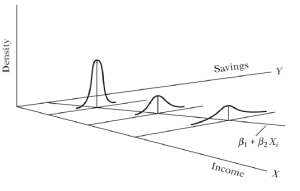 Density
Savings
Y
β1 + β2Xi
Income
X